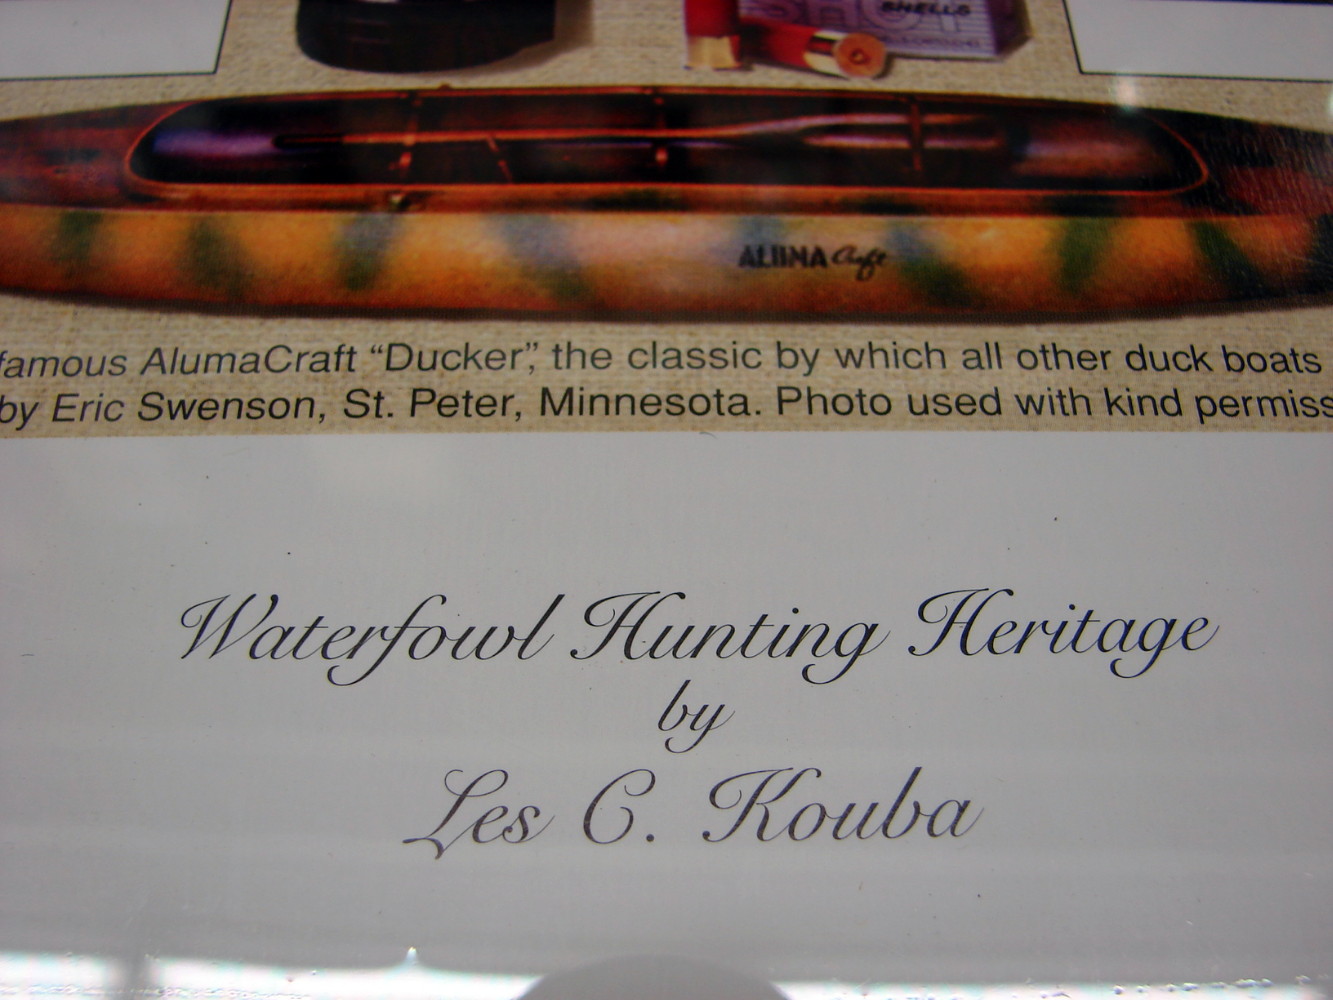 SHOT
SHELLS
ALUMA Craft
famous AlumaCraft “Ducker”, the classic by which all other duck boats
by Eric Swenson, St. Peter, Minnesota. Photo used with kind permiss
Waterfowl Hunting Heritage
by
Les C. Kouba